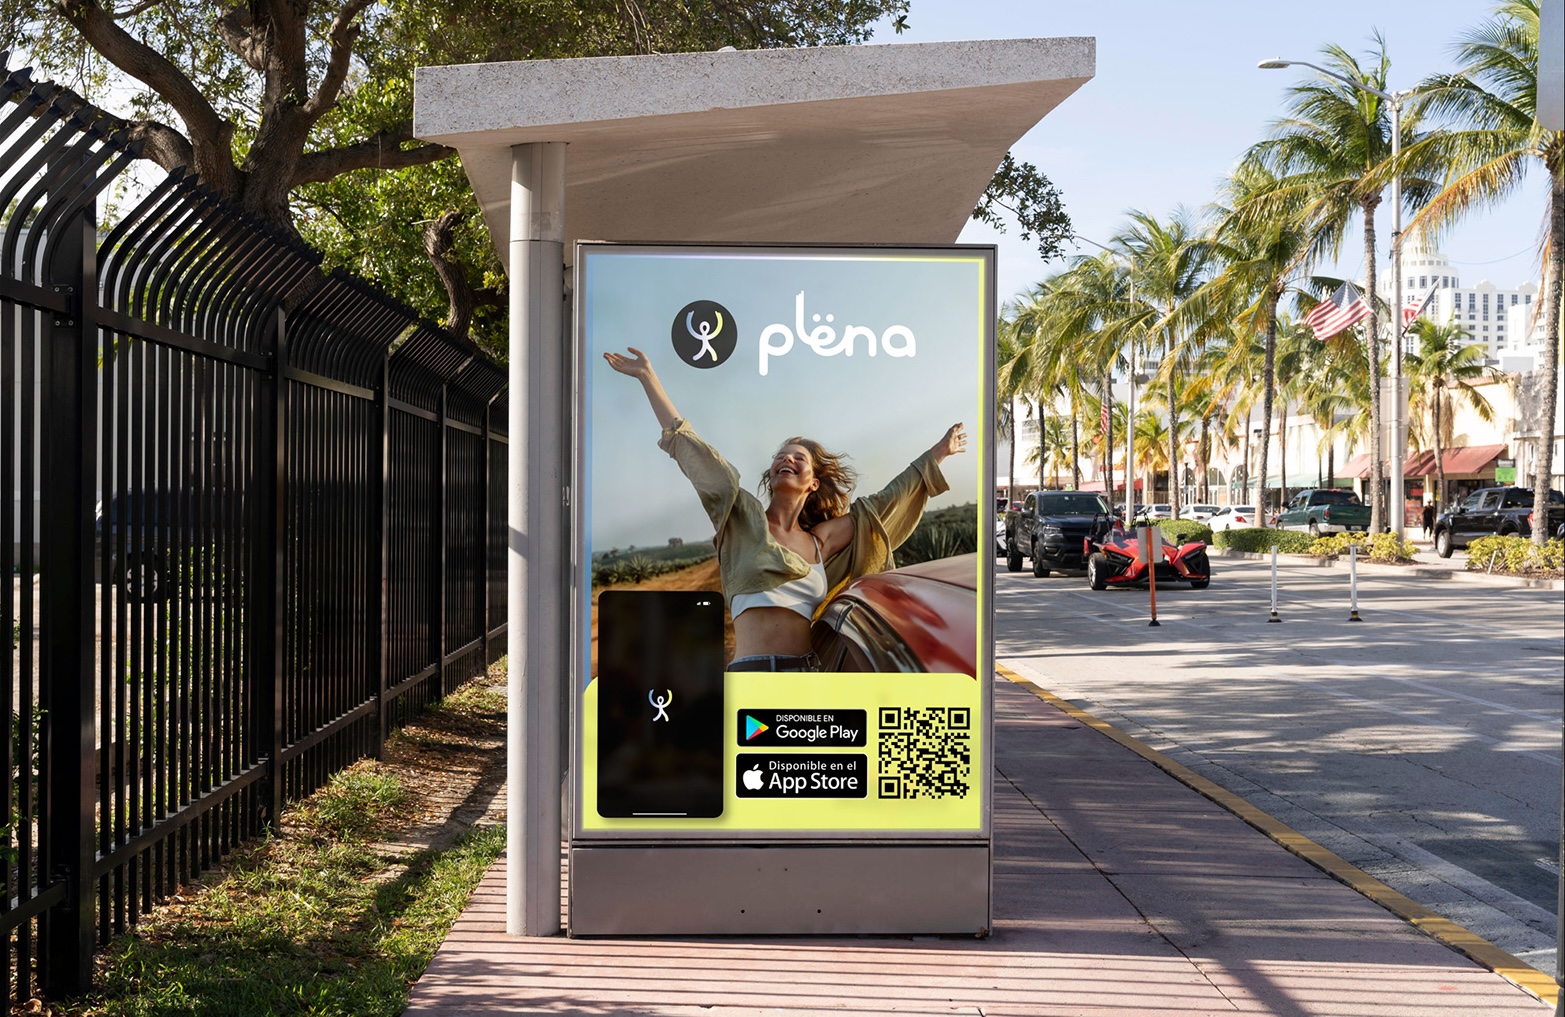 plëna
DISPONIBLE EN
Google Play
Disponible en el
App Store